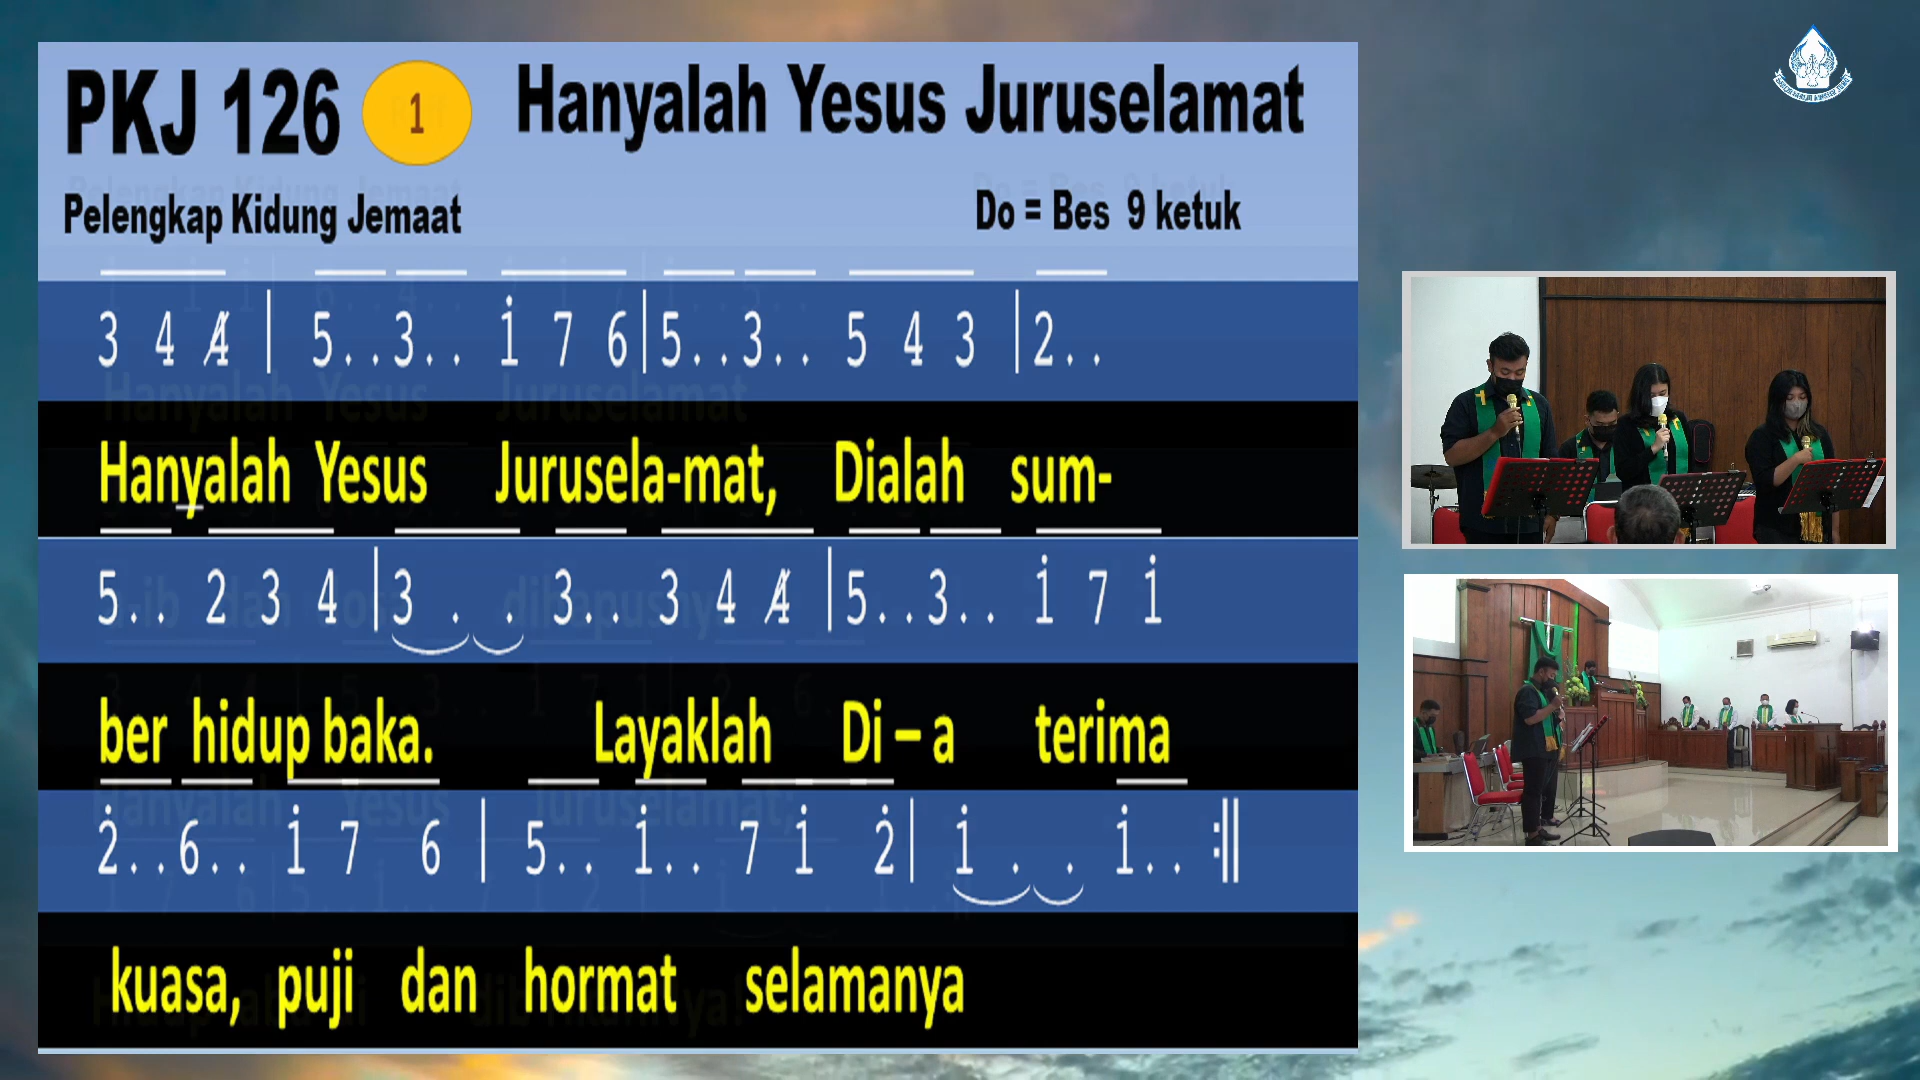 PKJ 126 1 Hanyalah Yesus Juruselamat
Pelengkap Kidung Jemaat Do = Bes 9 ketuk
3 4 4̸ | 5..3.. i̇ 7 6|5..3.. 5 4 3 |2..
Hanyalah Yesus Jurusela-mat, Dialah sum-
5.. 2 3 4 |3 . . 3.. 3 4 4̸ |5..3.. i̇ 7 i̇
ber hidup baka. Layaklah Di – a terima
2̇..6.. i̇ 7 6 | 5.. i̇.. 7 i̇ 2̇| i̇ . . i̇.. :||
kuasa, puji dan hormat selamanya